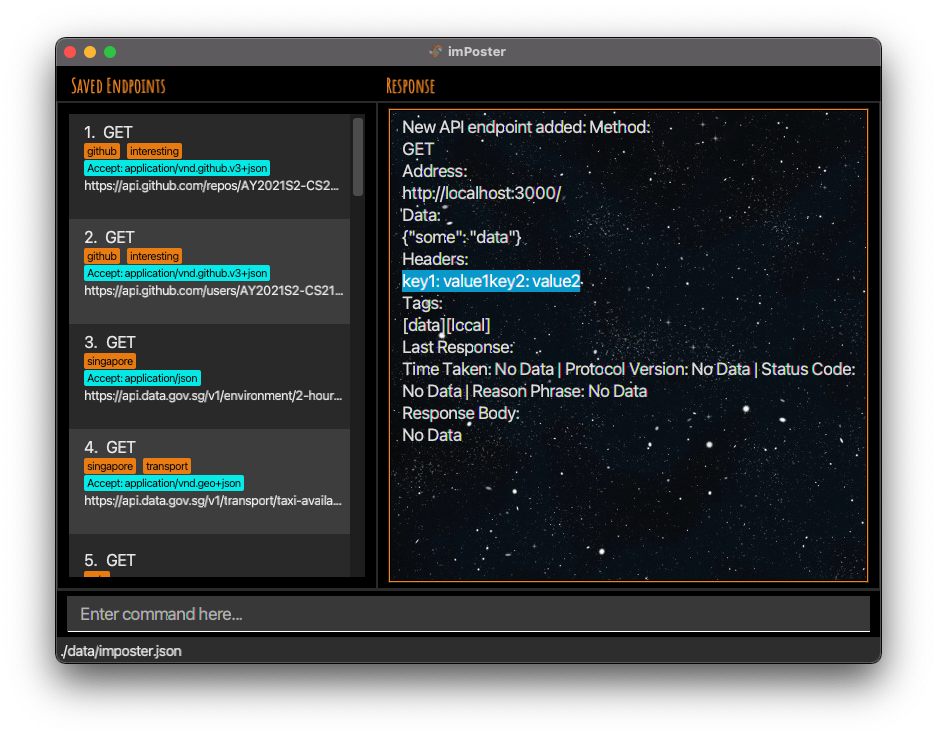 imPoster
Saved Endpoints
Response
1. GET
github interesting
Accept: application/vnd.github.v3+json
https://api.github.com/repos/AY2021S2-CS2...
2. GET
github interesting
Accept: application/vnd.github.v3+json
https://api.github.com/users/AY2021S2-CS21...
3. GET
singapore
Accept: application/json
https://api.data.gov.sg/v1/environment/2-hour...
4. GET
singapore transport
Accept: application/vnd.geo+json
https://api.data.gov.sg/v1/transport/taxi-availa...
5. GET
New API endpoint added: Method:
GET
Address:
http://localhost:3000/
Data:
{"some": "data"}
Headers:
key1: value1key2: value2
Tags:
[data][local]
Last Response:
Time Taken: No Data | Protocol Version: No Data | Status Code:
No Data | Reason Phrase: No Data
Response Body:
No Data
Enter command here...
./data/imposter.json